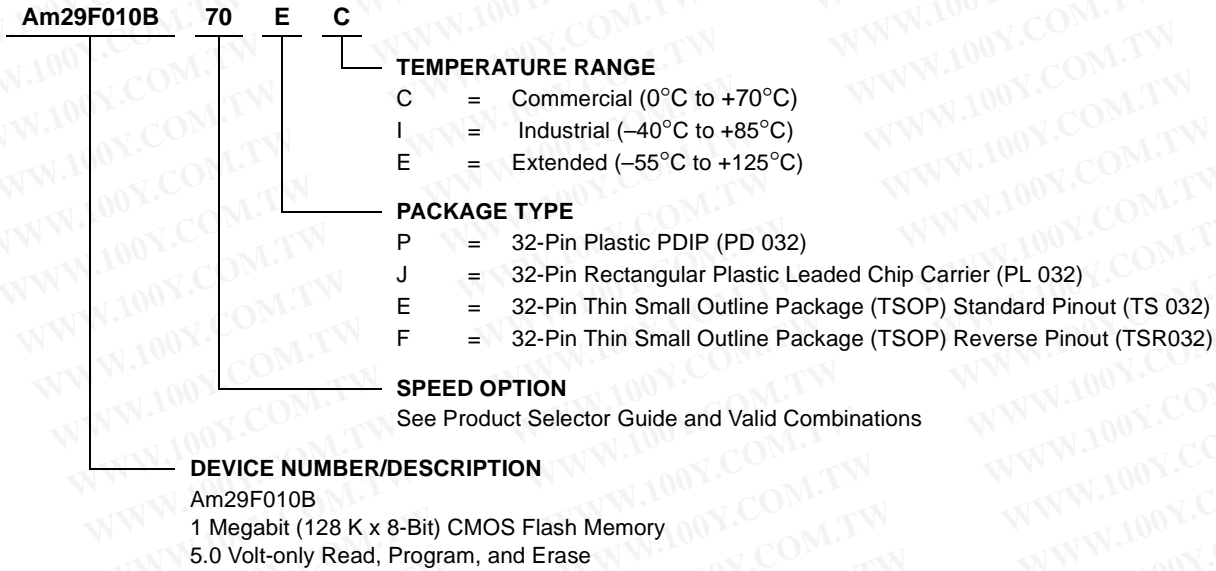 Am29F010B 70 E C
TEMPERATURE RANGE
C = Commercial (0°C to +70°C)
I = Industrial (–40°C to +85°C)
E = Extended (–55°C to +125°C)
PACKAGE TYPE
P = 32-Pin Plastic PDIP (PD 032)
J = 32-Pin Rectangular Plastic Leaded Chip Carrier (PL 032)
E = 32-Pin Thin Small Outline Package (TSOP) Standard Pinout (TS 032)
F = 32-Pin Thin Small Outline Package (TSOP) Reverse Pinout (TSR032)
SPEED OPTION
See Product Selector Guide and Valid Combinations
DEVICE NUMBER/DESCRIPTION
Am29F010B
1 Megabit (128 K x 8-Bit) CMOS Flash Memory
5.0 Volt-only Read, Program, and Erase
WWW.100Y.COM.TW